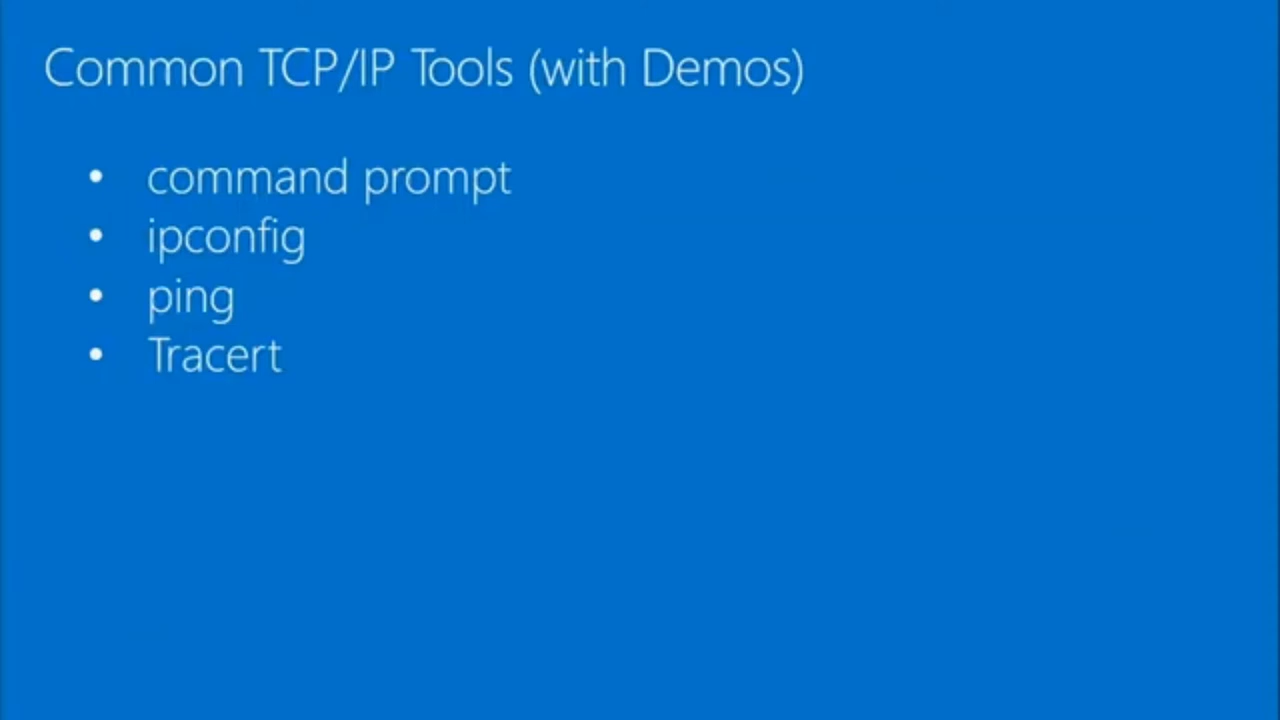 Common TCP/IP Tools (with Demos)
• command prompt
• ipconfig
• ping
• Tracert